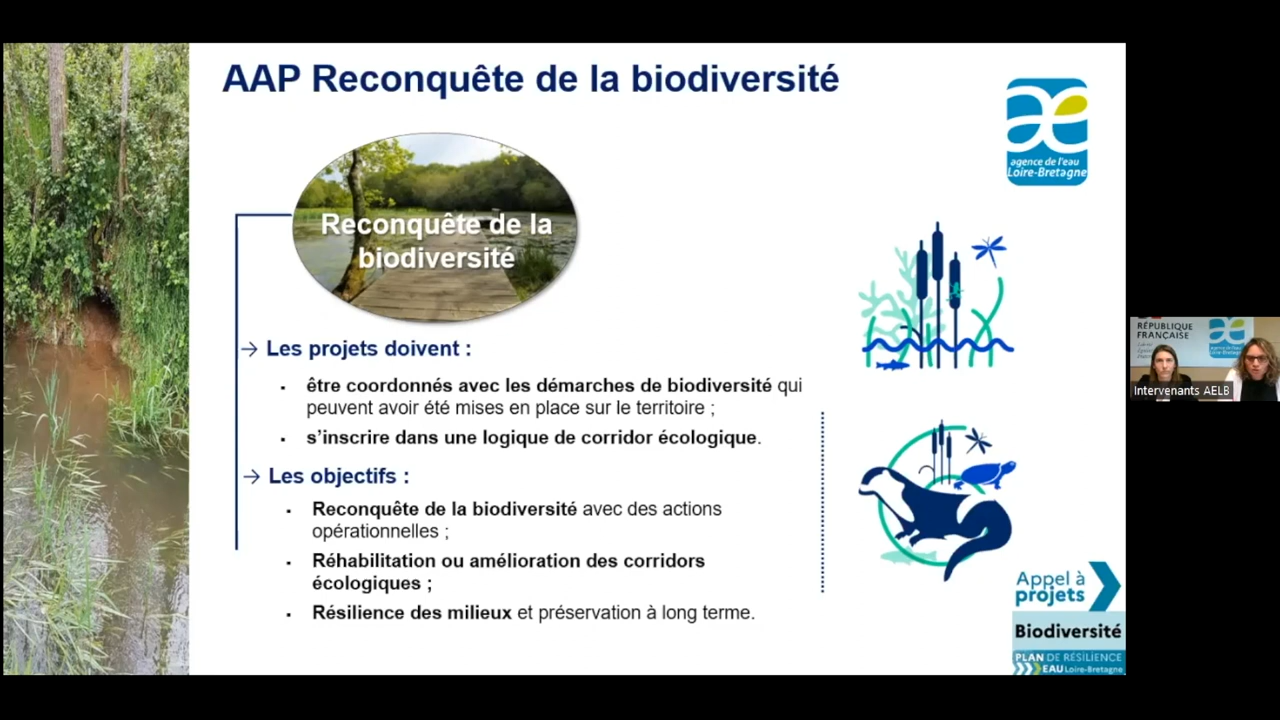 AAP Reconquête de la biodiversité
æ
agence de l'eau
Loire-Bretagne
Reconquête de la
biodiversité
→ Les projets doivent :
▪ être coordonnés avec les démarches de biodiversité qui
peuvent avoir été mises en place sur le territoire ;
▪ s'inscrire dans une logique de corridor écologique.
→ Les objectifs :
▪ Reconquête de la biodiversité avec des actions
opérationnelles ;
▪ Réhabilitation ou amélioration des corridors
écologiques ;
▪ Résilience des milieux et préservation à long terme.
Appel à
projets
Biodiversité
PLAN DE RÉSILIENCE
EAU Loire-Bretagne
RÉPUBLIQUE
FRANÇAISE
Intervenants AELB